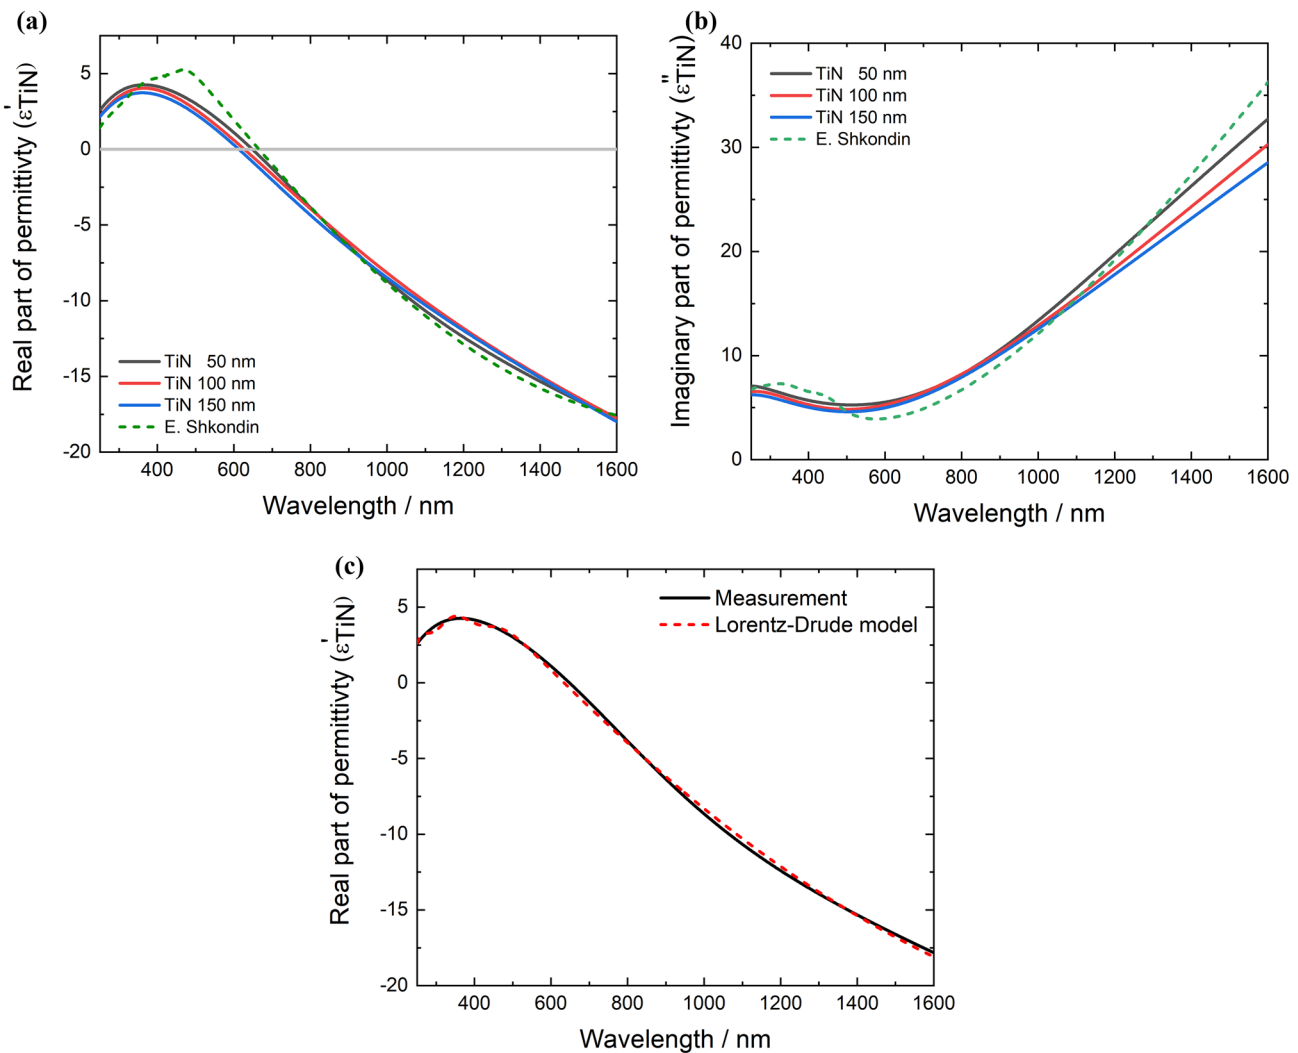 (a)
Real part of permittivity (ε'TiN)
5
0
-5
-10
-15
-20
TiN 50 nm
TiN 100 nm
TiN 150 nm
E. Shkondin
400 600 800 1000 1200 1400 1600
Wavelength / nm
(b)
Imaginary part of permittivity (ε"TiN)
40
30
20
10
0
TiN 50 nm
TiN 100 nm
TiN 150 nm
E. Shkondin
400 600 800 1000 1200 1400 1600
Wavelength / nm
(c)
Real part of permittivity (ε'TiN)
5
0
-5
-10
-15
-20
Measurement
Lorentz-Drude model
400 600 800 1000 1200 1400 1600
Wavelength / nm